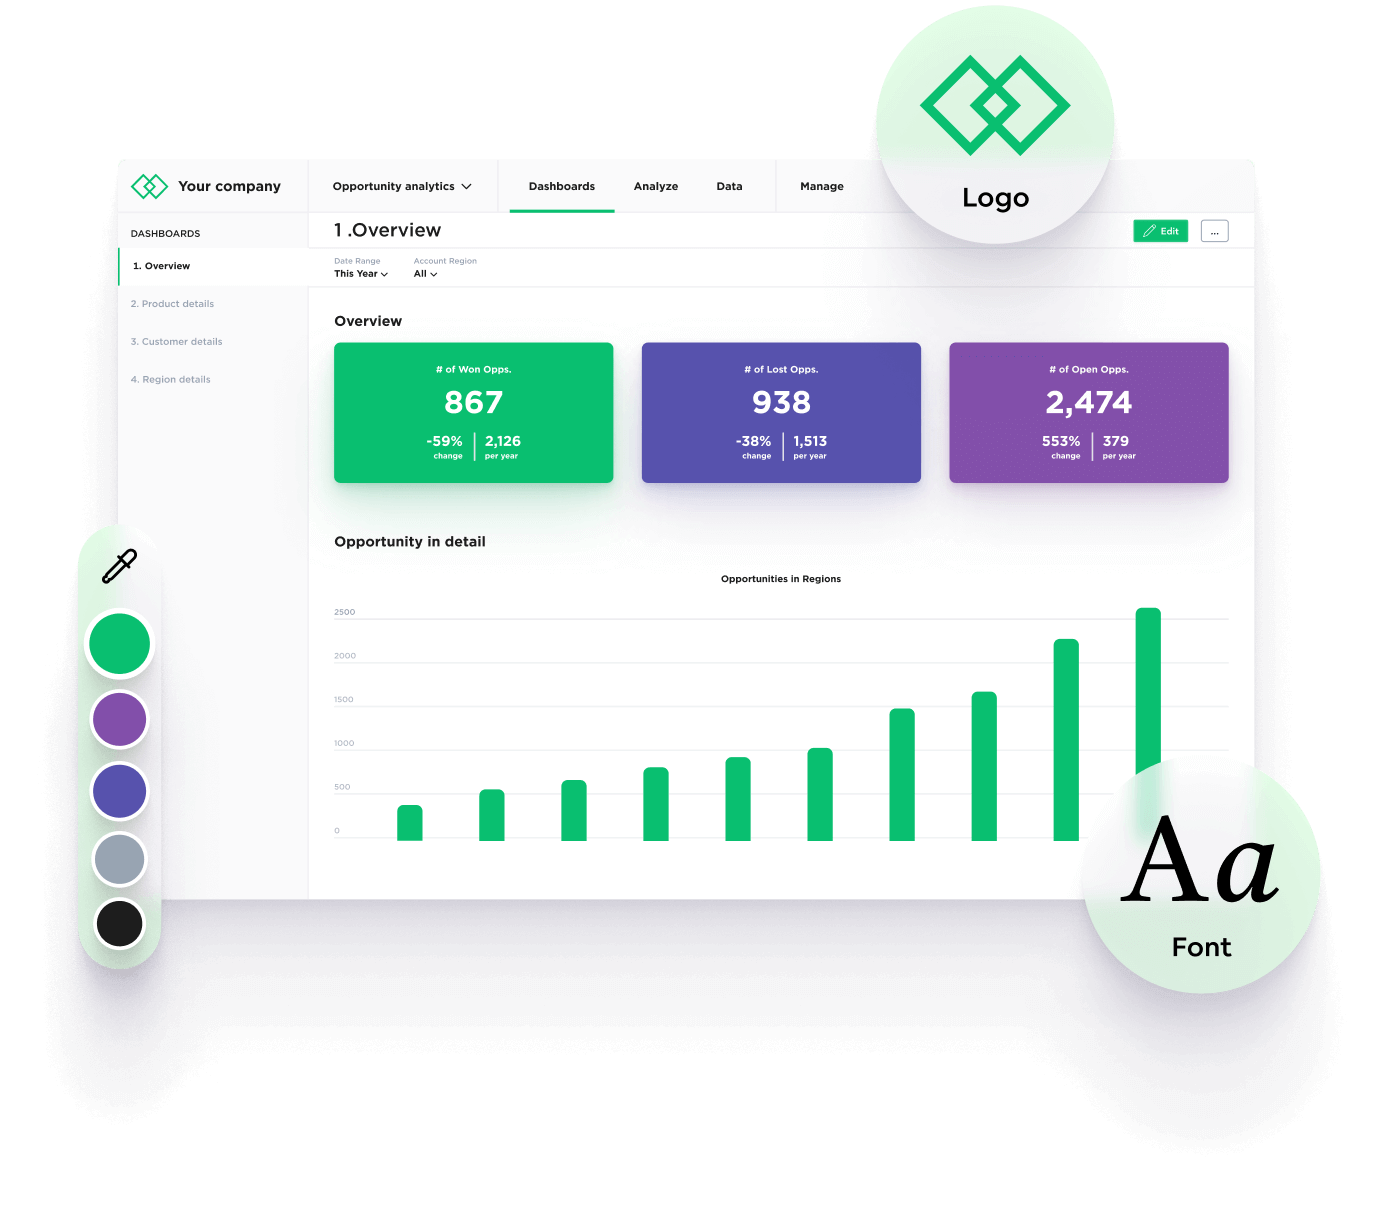 Logo
Your company
Opportunity analytics
Dashboards
Analyze
Data
Manage
DASHBOARDS
1. Overview
2. Product details
3. Customer details
4. Region details
1 .Overview
Edit
...
Date Range
This Year
Account Region
All
Overview
# of Won Opps.
867
-59% 2,126
change per year
# of Lost Opps.
938
-38% 1,513
change per year
# of Open Opps.
2,474
553% 379
change per year
Opportunity in detail
Opportunities in Regions
2500
2000
1500
1000
500
0
Aa
Font